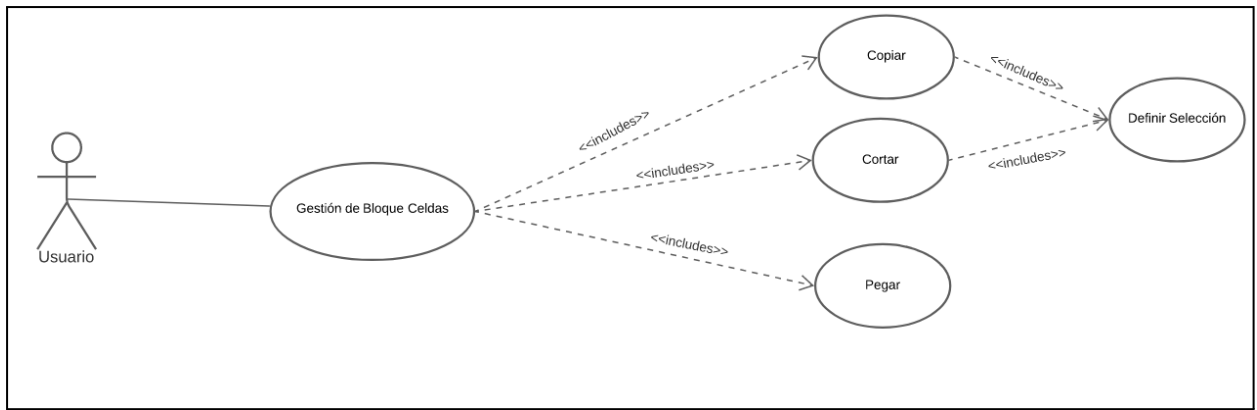 Usuario
Gestión de Bloque Celdas
<<includes>>
<<includes>>
<<includes>>
Copiar
Cortar
Pegar
<<includes>>
<<includes>>
Definir Selección